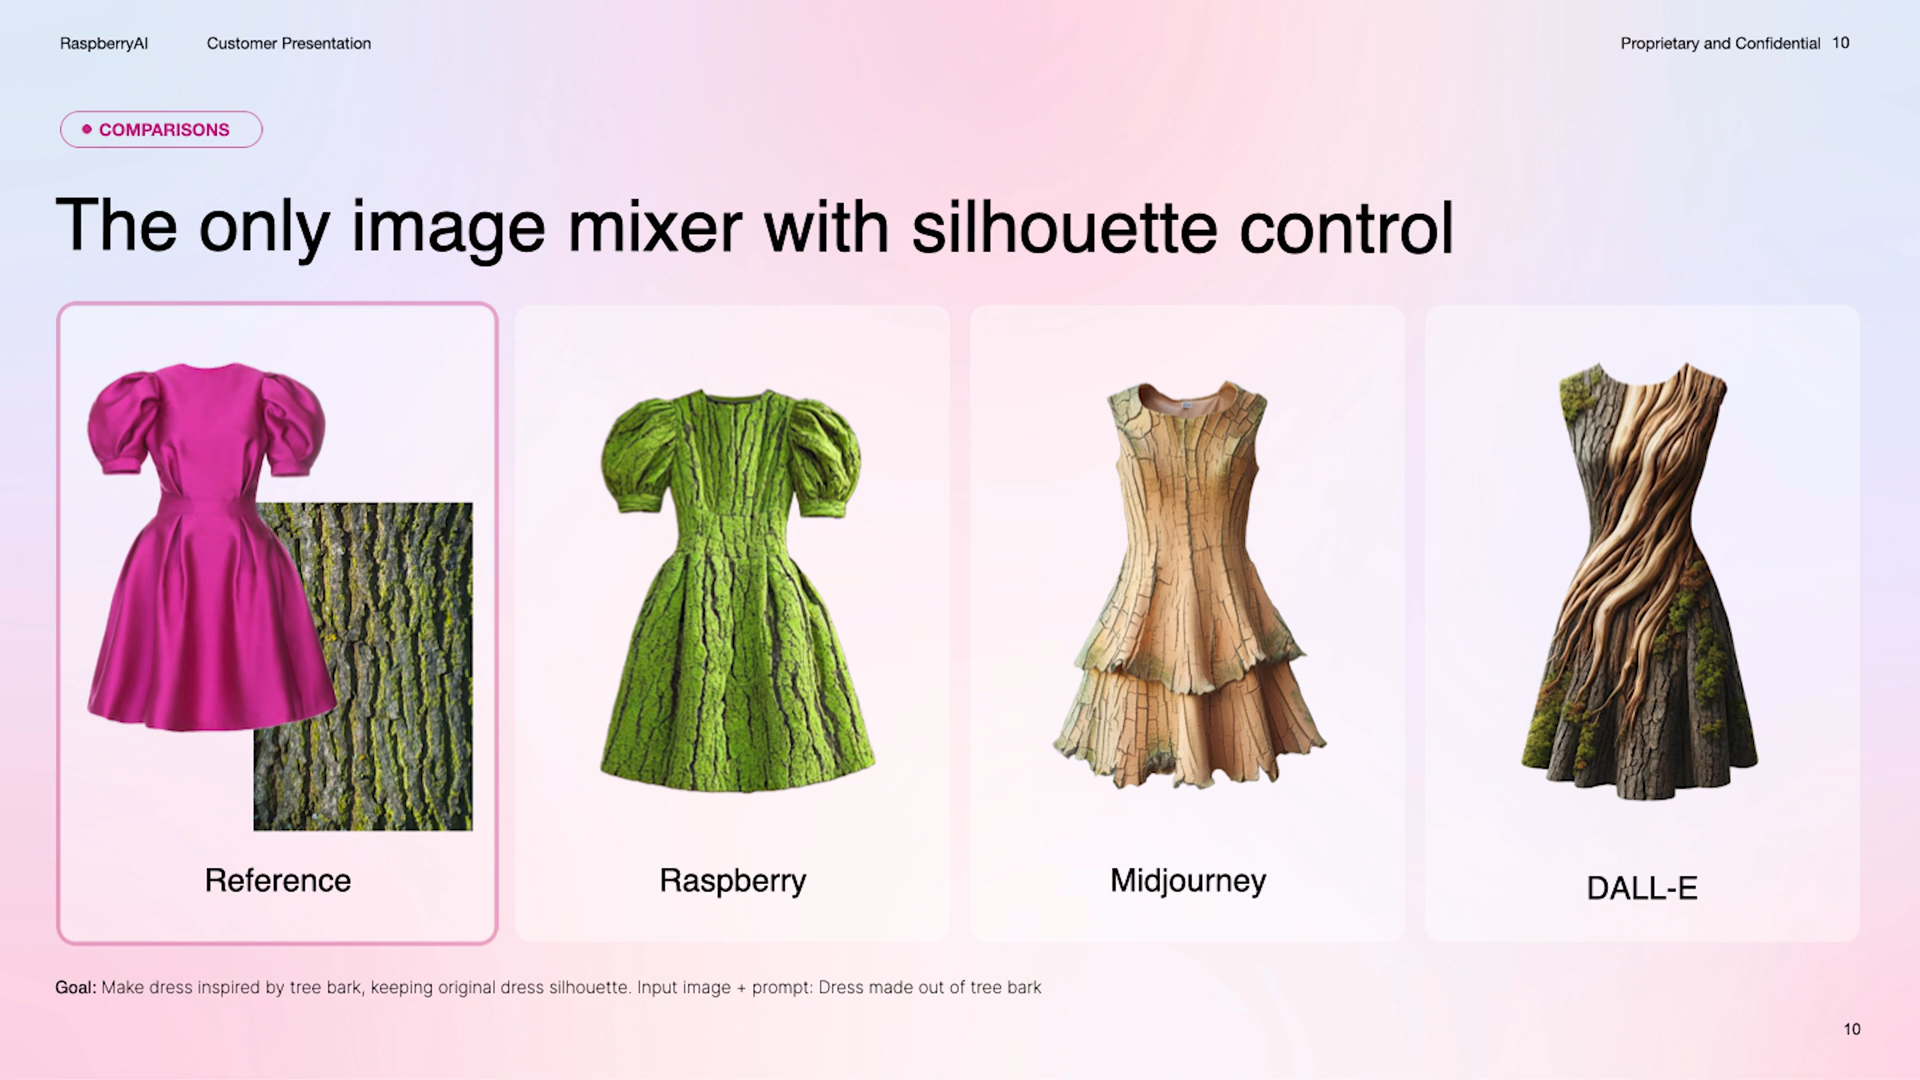 RaspberryAI Customer Presentation Proprietary and Confidential 10
COMPARISONS
The only image mixer with silhouette control
Reference
Raspberry
Midjourney
DALL-E
Goal: Make dress inspired by tree bark, keeping original dress silhouette. Input image + prompt: Dress made out of tree bark
10